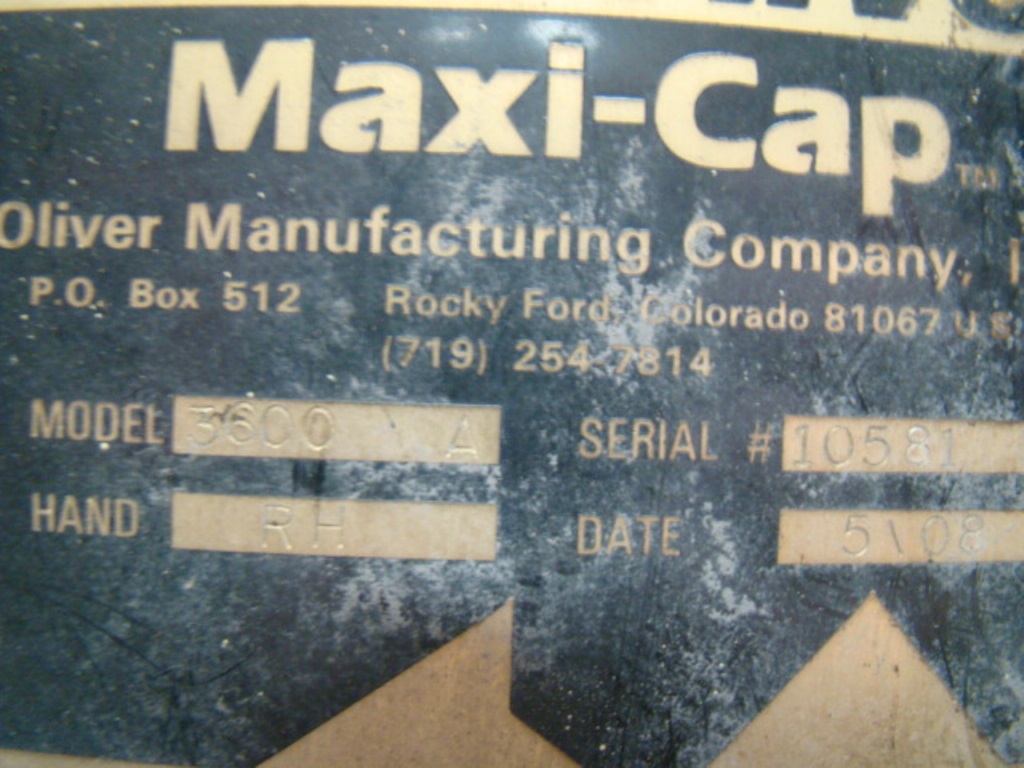 Maxi-Cap™
Oliver Manufacturing Company,
P.O. Box 512 Rocky Ford, Colorado 81067 U.S
(719) 254-7814
MODEL 3600 A SERIAL # 10581
HAND RH DATE 5\08